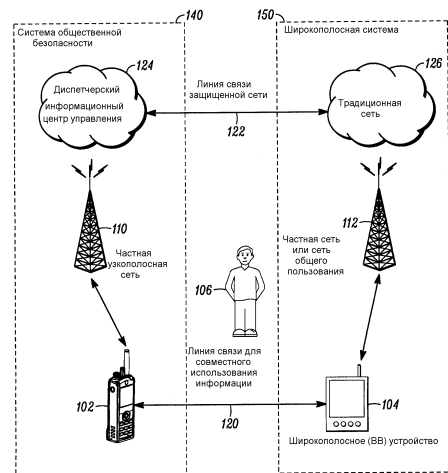 140
150
Система общественной
безопасности
Широкополосная система
124
126
Диспетчерский
информационный
центр управления
Линия связи
защищенной сети
122
Традиционная
сеть
110
112
Частная
узкополосная
сеть
Частная сеть
или сеть
общего
пользования
106
Линия связи для
совместного
использования
информации
102
120
104
Широкополосное (BB) устройство